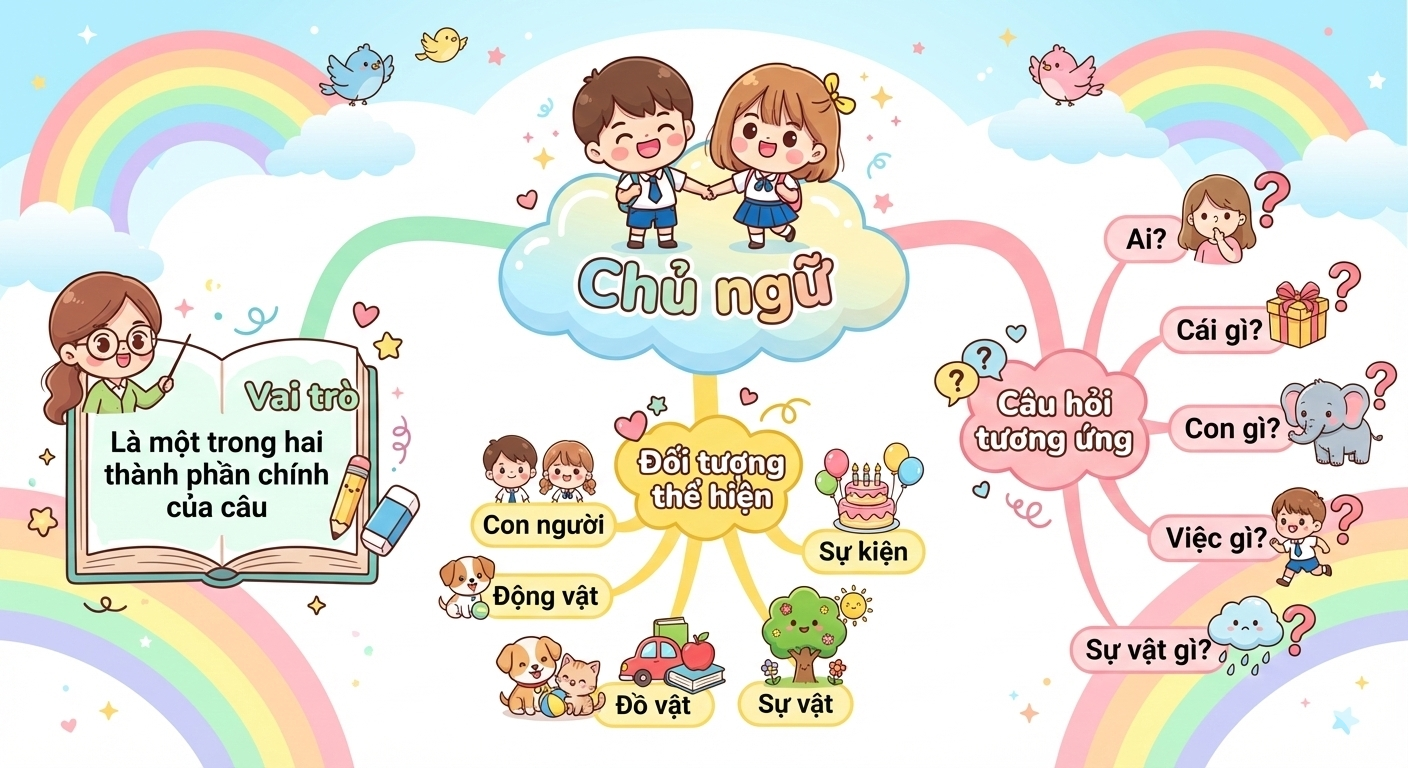 Chủ ngữ
Vai trò
Là một trong hai
thành phần chính
của câu
Đối tượng
thể hiện
Con người
Động vật
Đồ vật
Sự vật
Sự kiện
Câu hỏi
tương ứng
?
?
Ai?
?
Cái gì?
?
Con gì?
?
Việc gì?
?
Sự vật gì?
?